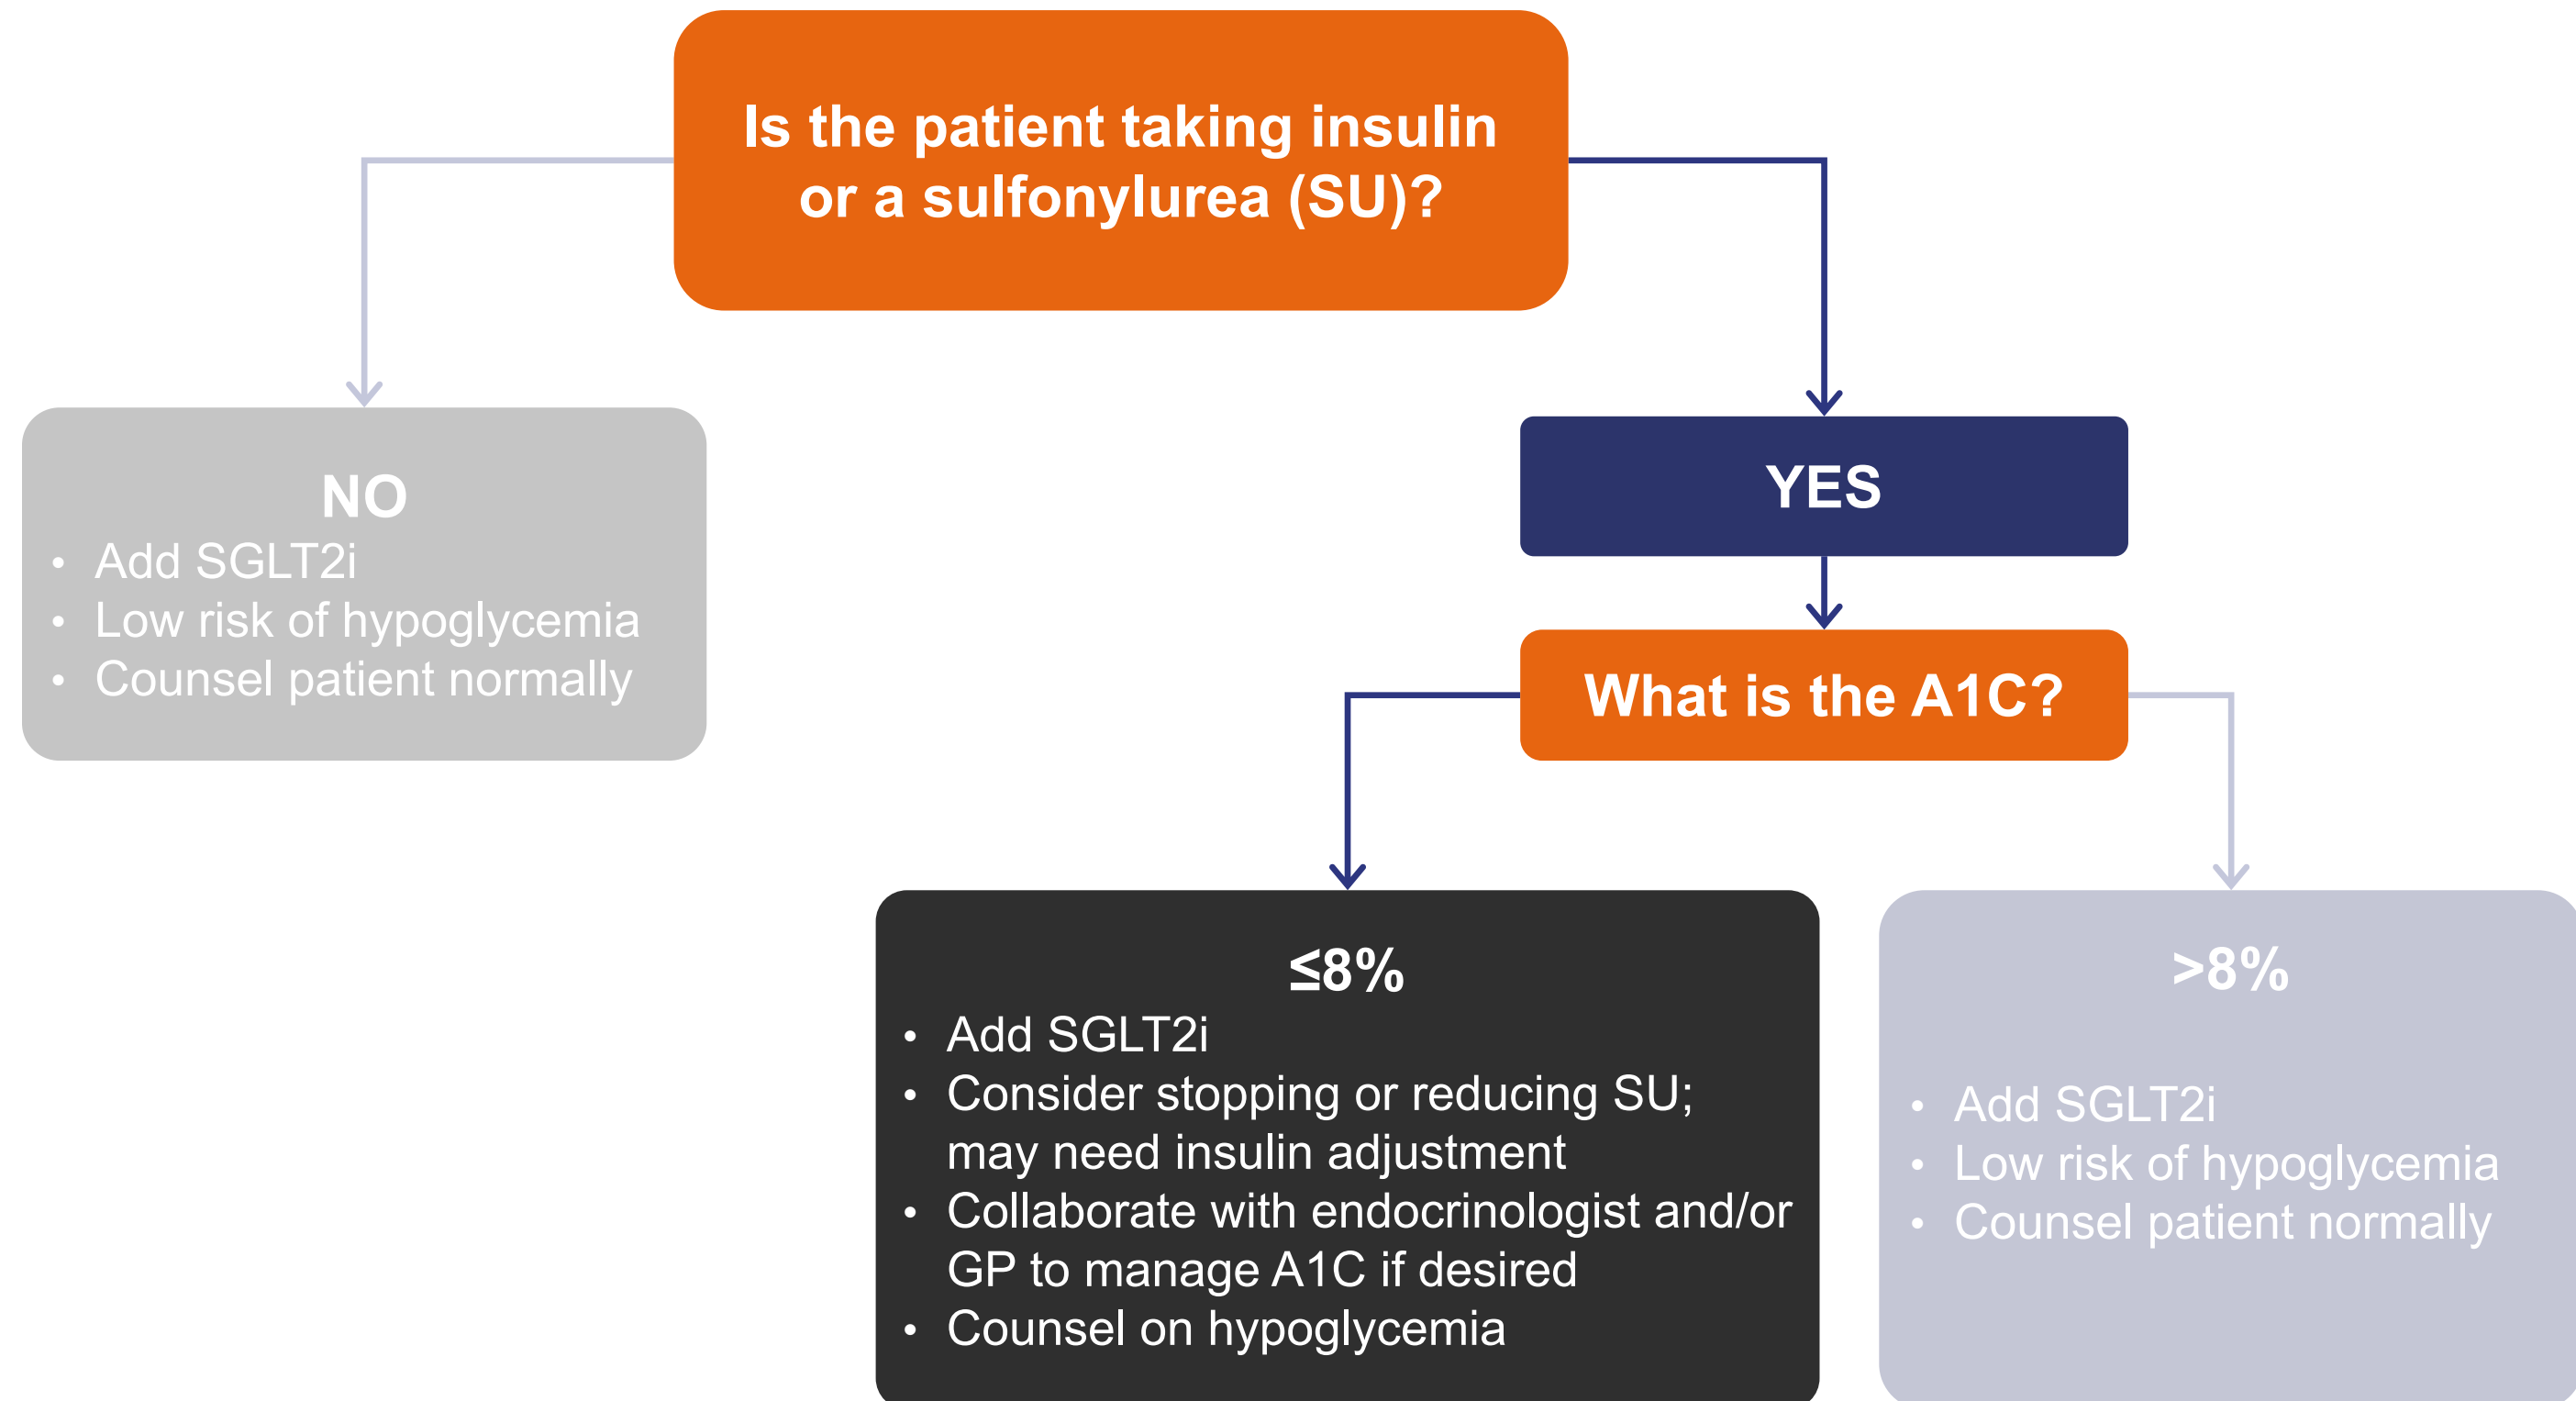 Is the patient taking insulin
or a sulfonylurea (SU)?
NO
• Add SGLT2i
• Low risk of hypoglycemia
• Counsel patient normally
YES
What is the A1C?
≤8%
• Add SGLT2i
• Consider stopping or reducing SU;
may need insulin adjustment
• Collaborate with endocrinologist and/or
GP to manage A1C if desired
• Counsel on hypoglycemia
>8%
• Add SGLT2i
• Low risk of hypoglycemia
• Counsel patient normally